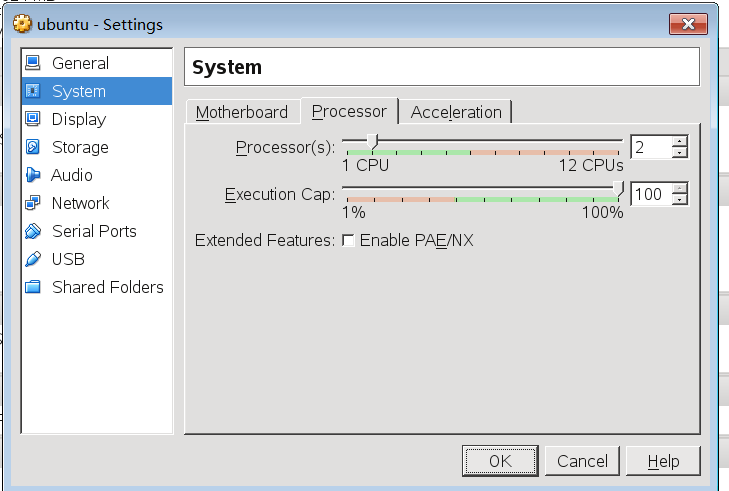 ubuntu - Settings
General
System
Display
Storage
Audio
Network
Serial Ports
USB
Shared Folders
System
Motherboard Processor Acceleration
Processor(s): 2
1 CPU 12 CPUs
Execution Cap: 100
1% 100%
Extended Features: Enable PAE/NX
OK Cancel Help